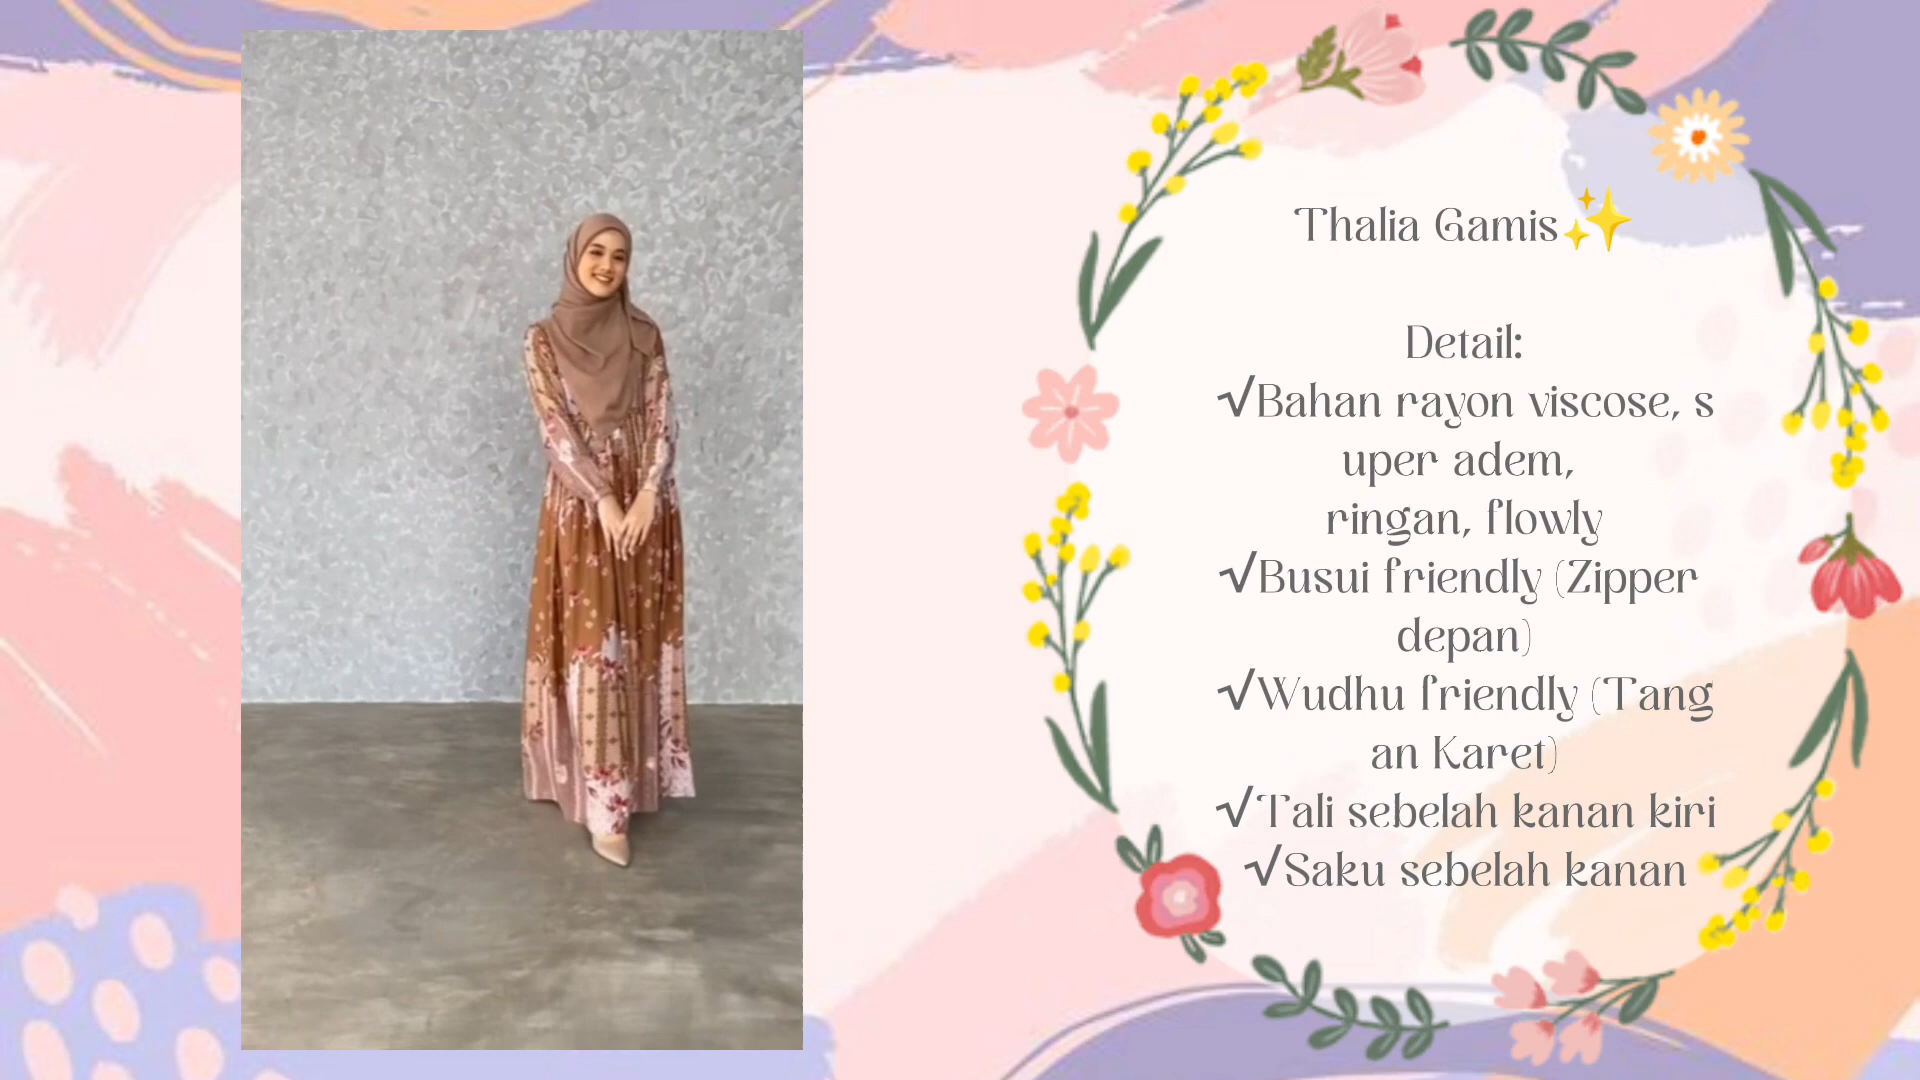 Thalia Gamis✨
Detail:
√Bahan rayon viscose, s
uper adem,
ringan, flowly
√Busui friendly (Zipper
depan)
√Wudhu friendly (Tang
an Karet)
√Tali sebelah kanan kiri
√Saku sebelah kanan